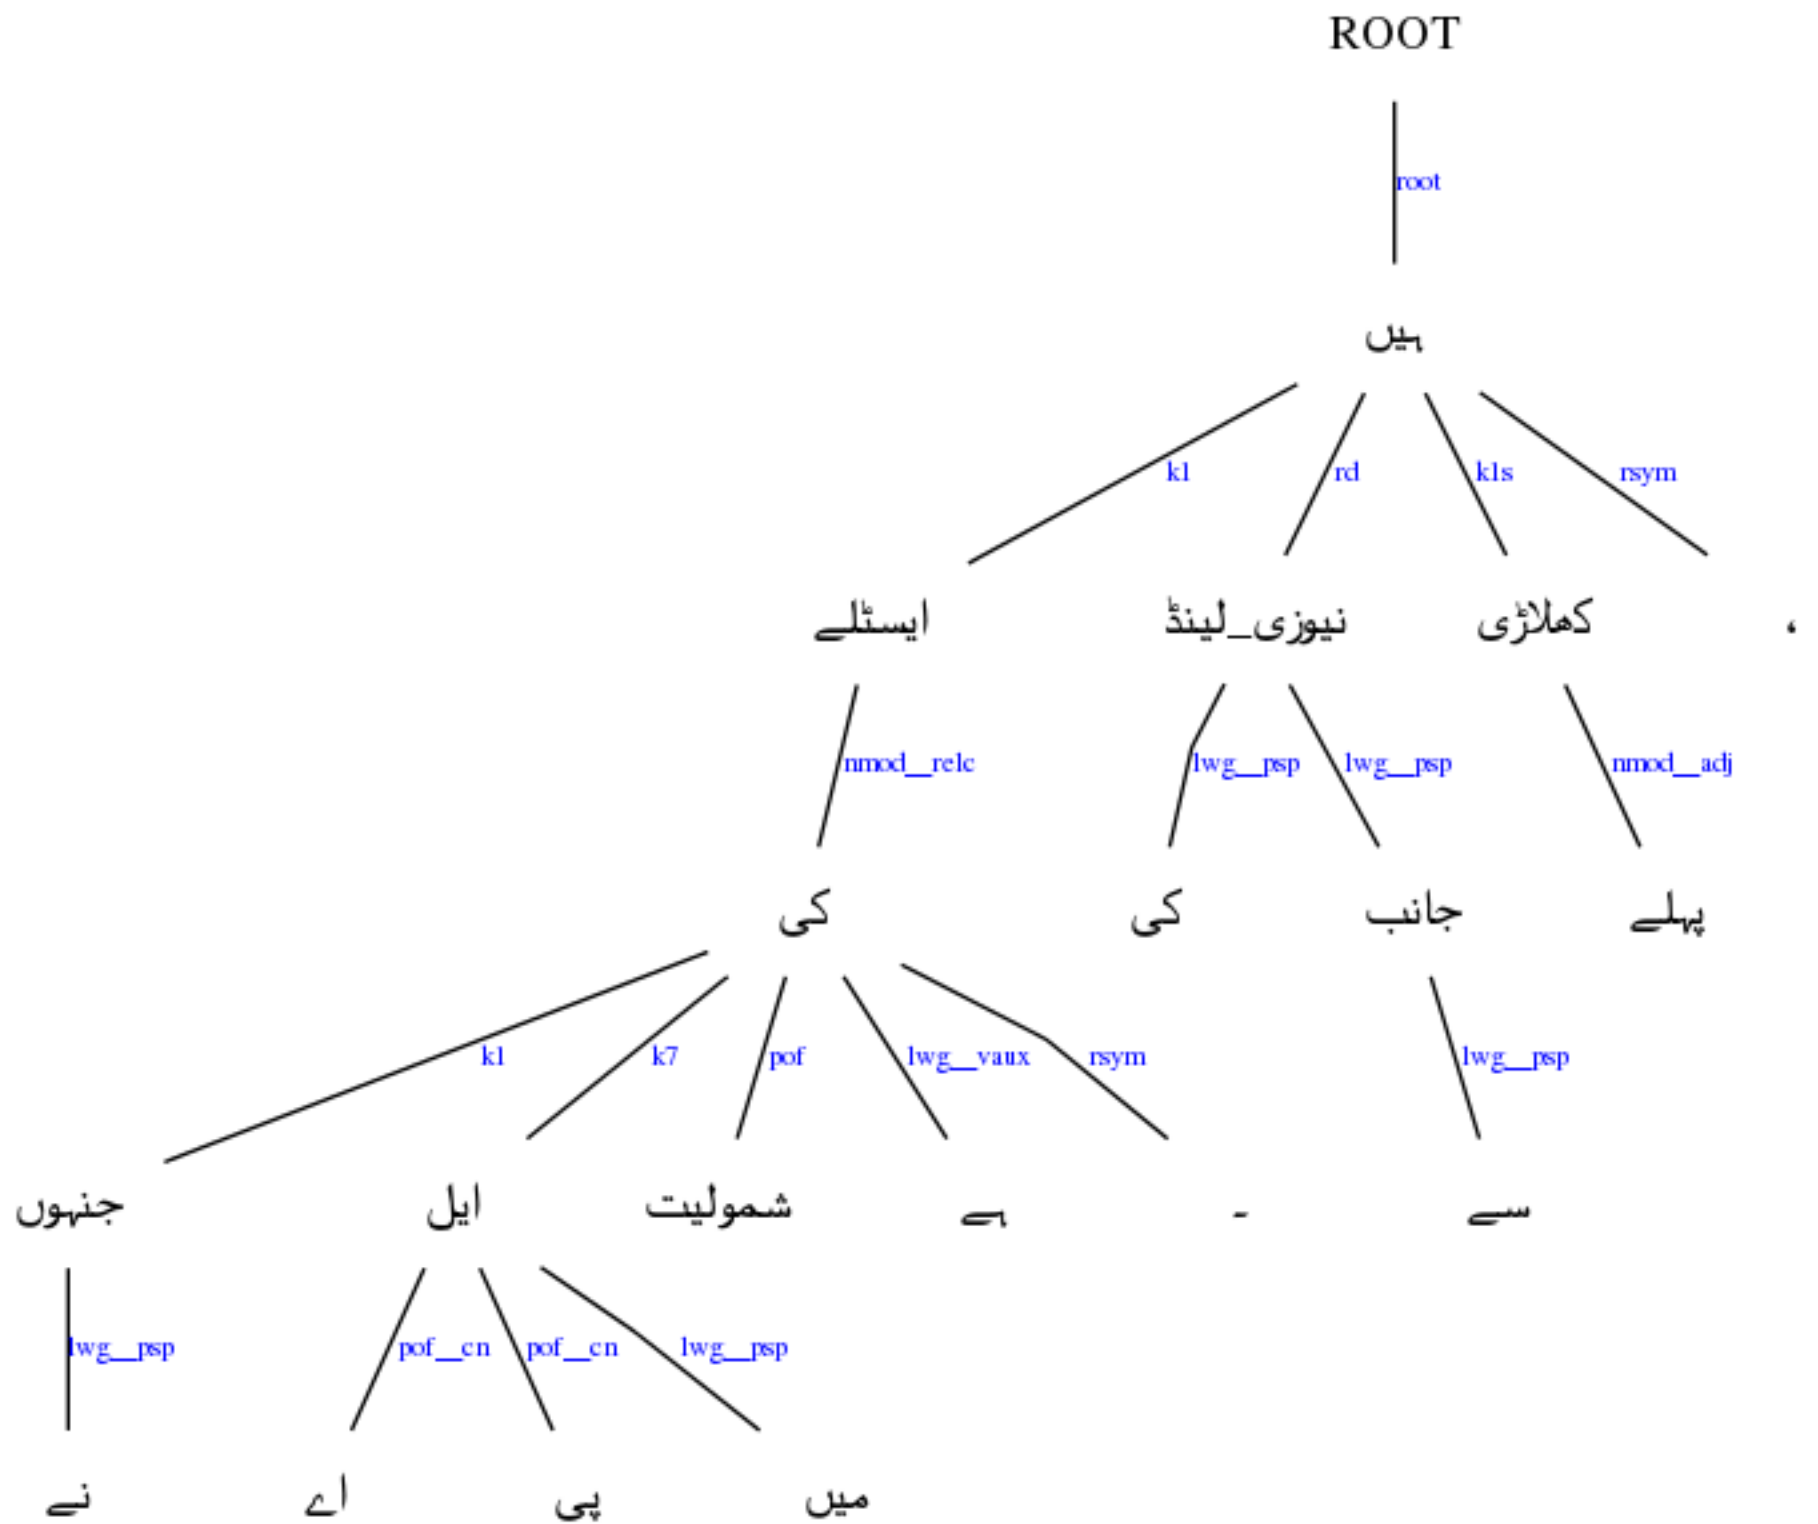 ROOT
root
ہیں
k1 rd k1s rsym
ایسٹلے نیوزی_لینڈ کھلاڑی ،
nmod__relc lwg__psp lwg__psp nmod__adj
کی کی جانب پہلے
k1 k7 pof lwg__vaux rsym lwg__psp
جنہوں ایل شمولیت ہے ۔ سے
lwg__psp pof__cn pof__cn lwg__psp
نے اے پی میں